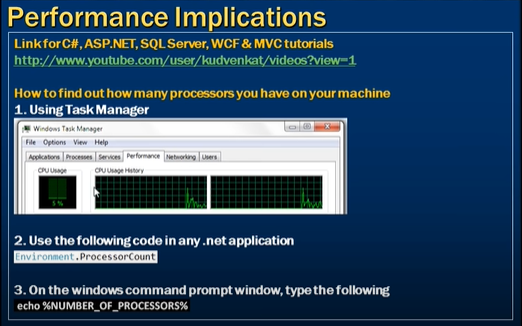 Performance Implications
Link for C#, ASP.NET, SQL Server, WCF & MVC tutorials
http://www.youtube.com/user/kudvenkat/videos?view=1
How to find out how many processors you have on your machine
1. Using Task Manager
Windows Task Manager
File Options View Help
Applications Processes Services Performance Networking Users
CPU Usage CPU Usage History
5 %
2. Use the following code in any .net application
Environment.ProcessorCount
3. On the windows command prompt window, type the following
echo %NUMBER_OF_PROCESSORS%